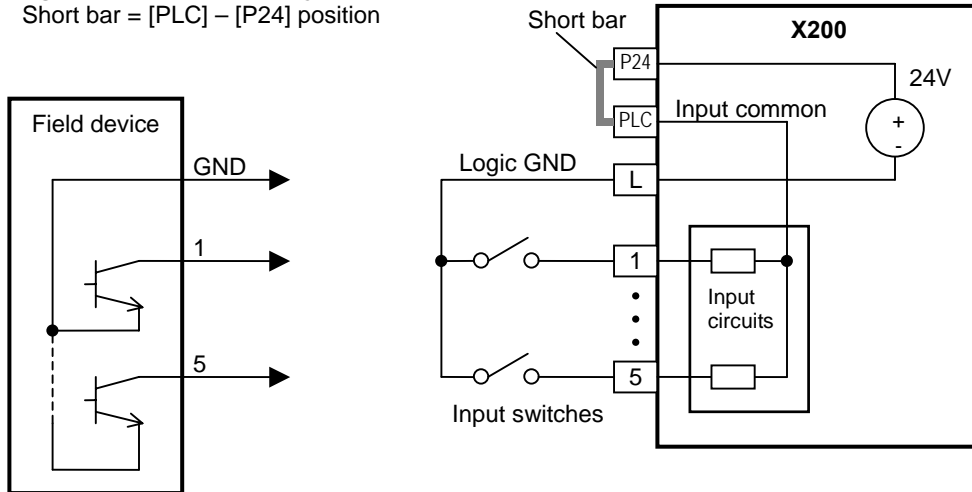 Short bar = [PLC] – [P24] position
Short bar
X200
P24
24V
Field device
PLC
Input common
+
-
GND
Logic GND
L
1
1
Input
circuits
5
5
Input switches